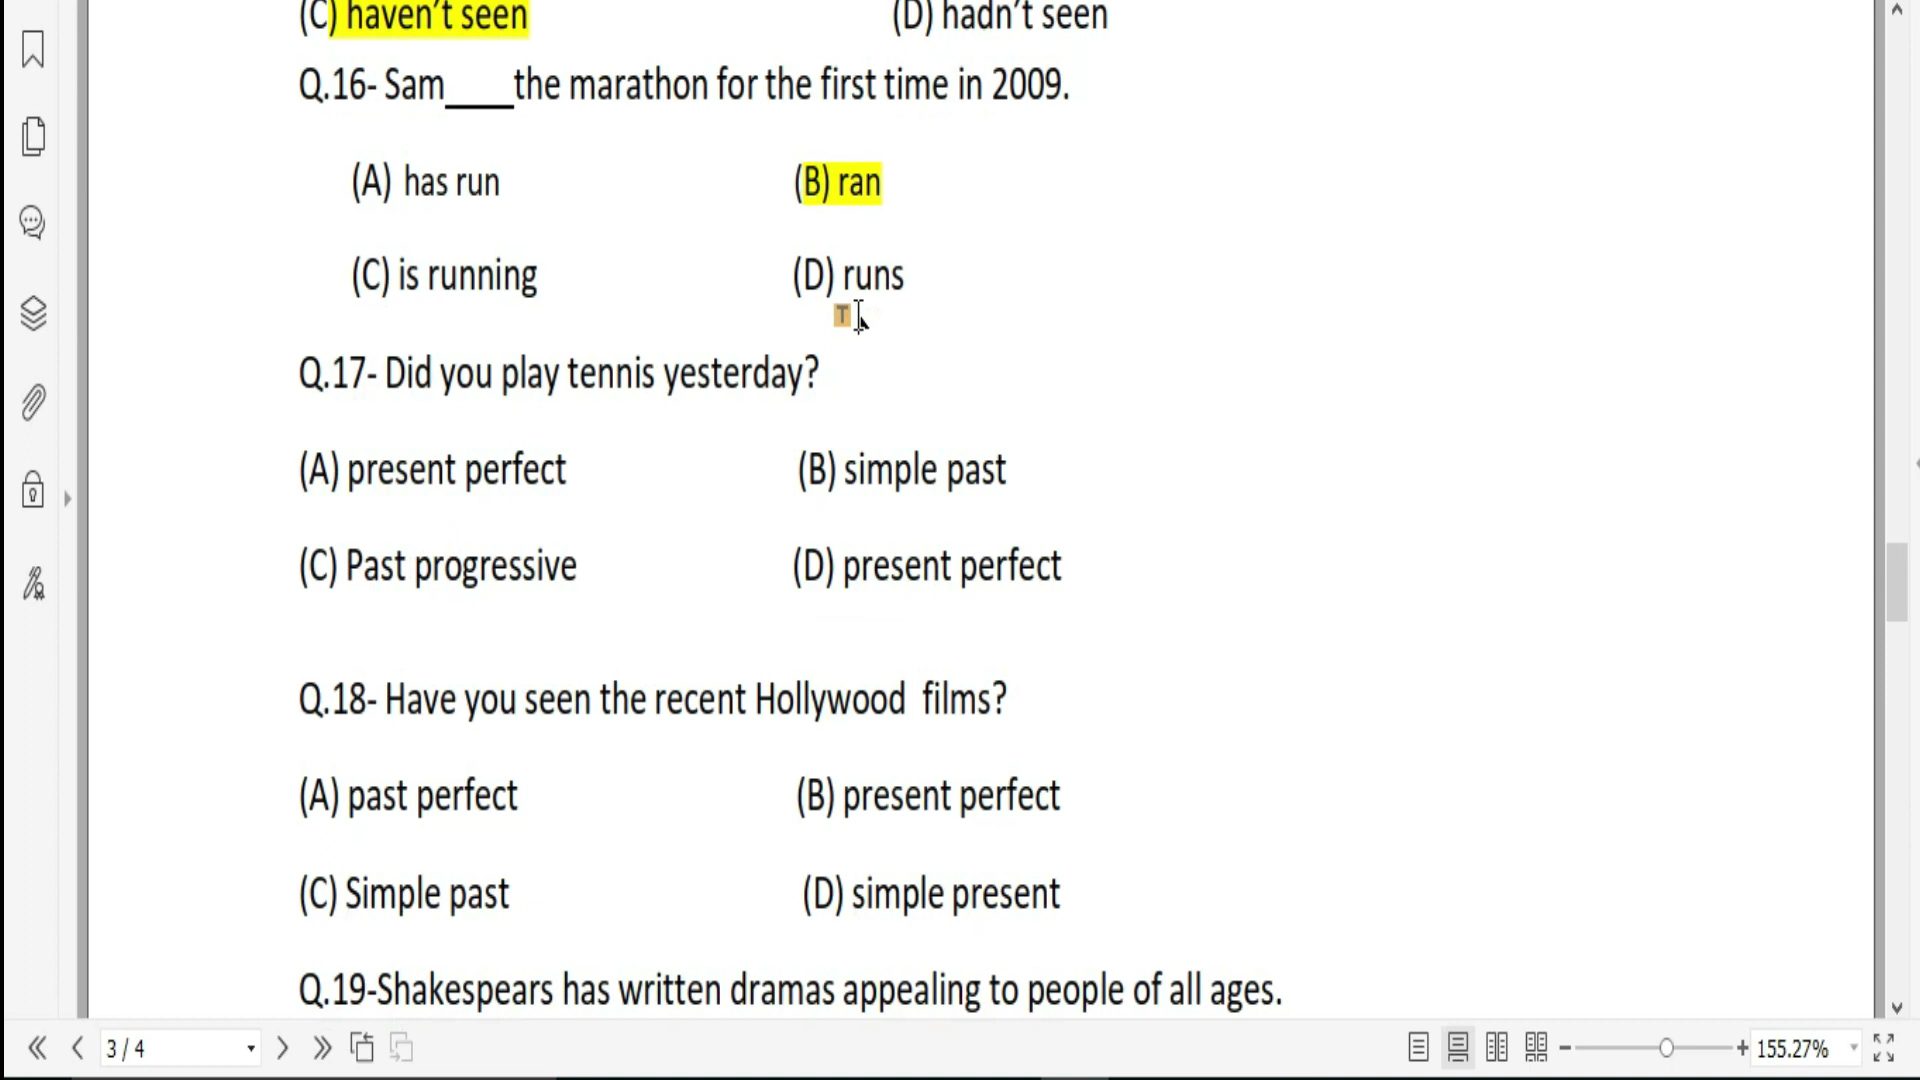 (C) haven't seen (D) hadn't seen
Q.16- Sam____the marathon for the first time in 2009.
(A) has run (B) ran
(C) is running (D) runs
T
Q.17- Did you play tennis yesterday?
(A) present perfect (B) simple past
(C) Past progressive (D) present perfect
Q.18- Have you seen the recent Hollywood films?
(A) past perfect (B) present perfect
(C) Simple past (D) simple present
Q.19-Shakespears has written dramas appealing to people of all ages.
3 / 4 155.27%